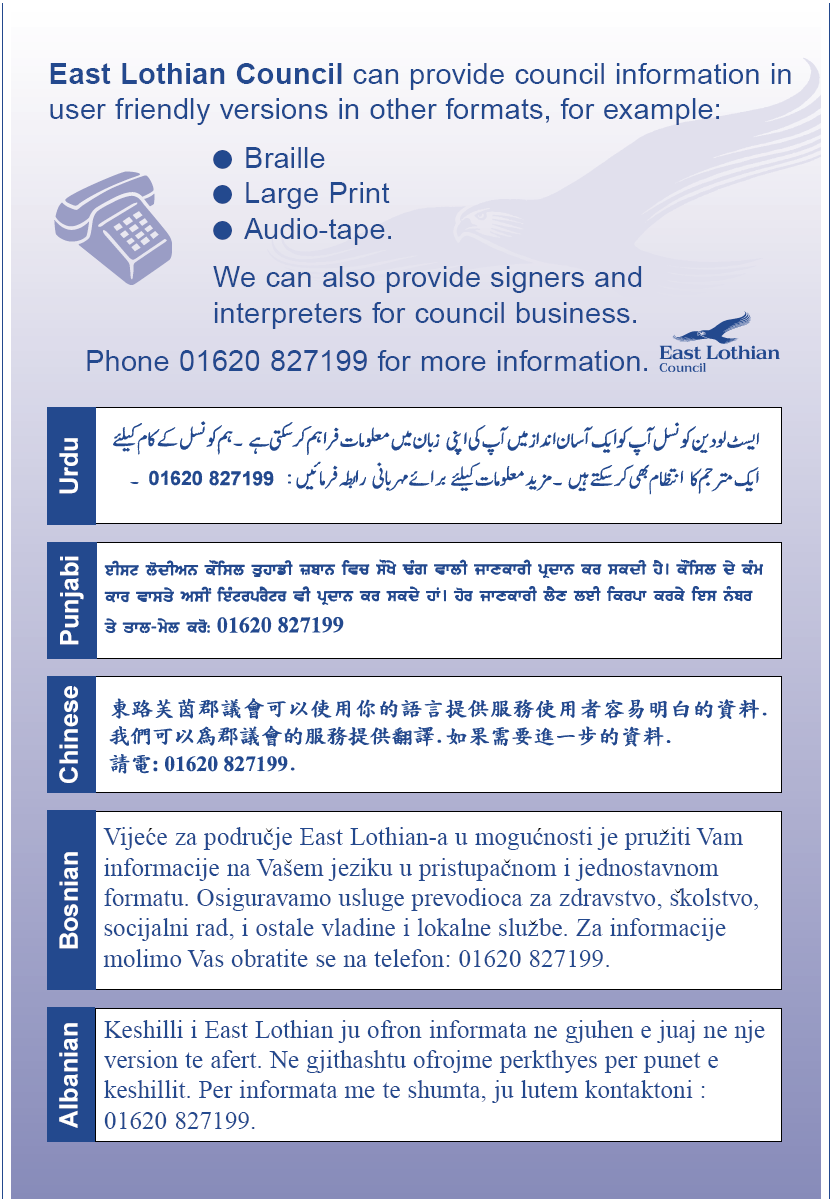 East Lothian Council can provide council information in
user friendly versions in other formats, for example:
● Braille
● Large Print
● Audio-tape.
We can also provide signers and
interpreters for council business.
Phone 01620 827199 for more information.
East Lothian
Council
Urdu
ایسٹ لودین کونسل آپ کو ایک آسان انداز میں آپ کی اپنی زبان میں معلومات فراہم کر سکتی ہے ۔ ہم کونسل کے کام کیلئے
ایک مترجم کا انتظام بھی کر سکتے ہیں ۔ مزید معلومات کیلئے برائے مہربانی رابطہ فرمائیں : 01620 827199 ۔
Punjabi
ਈਸਟ ਲੋਦੀਅਨ ਕੌਂਸਿਲ ਤੁਹਾਡੀ ਜ਼ਬਾਨ ਵਿਚ ਸੌਖੇ ਢੰਗ ਵਾਲੀ ਜਾਣਕਾਰੀ ਪ੍ਰਦਾਨ ਕਰ ਸਕਦੀ ਹੈ। ਕੌਂਸਿਲ ਦੇ ਕੰਮ
ਕਾਰ ਵਾਸਤੇ ਅਸੀਂ ਇੰਟਰਪਰੈਟਰ ਵੀ ਪ੍ਰਦਾਨ ਕਰ ਸਕਦੇ ਹਾਂ। ਹੋਰ ਜਾਣਕਾਰੀ ਲੈਣ ਲਈ ਕਿਰਪਾ ਕਰਕੇ ਇਸ ਨੰਬਰ
ਤੇ ਤਾਲ-ਮੇਲ ਕਰੋ: 01620 827199
Chinese
東路芙茵郡議會可以使用你的語言提供服務使用者容易明白的資料.
我們可以為郡議會的服務提供翻譯.如果需要進一步的資料.
請電: 01620 827199.
Bosnian
Vijeće za područje East Lothian-a u mogućnosti je pružiti Vam
informacije na Vašem jeziku u pristupačnom i jednostavnom
formatu. Osiguravamo usluge prevodioca za zdravstvo, školstvo,
socijalni rad, i ostale vladine i lokalne službe. Za informacije
molimo Vas obratite se na telefon: 01620 827199.
Albanian
Keshilli i East Lothian ju ofron informata ne gjuhen e juaj ne nje
version te afert. Ne gjithashtu ofrojme perkthyes per punet e
keshillit. Per informata me te shumta, ju lutem kontaktoni :
01620 827199.